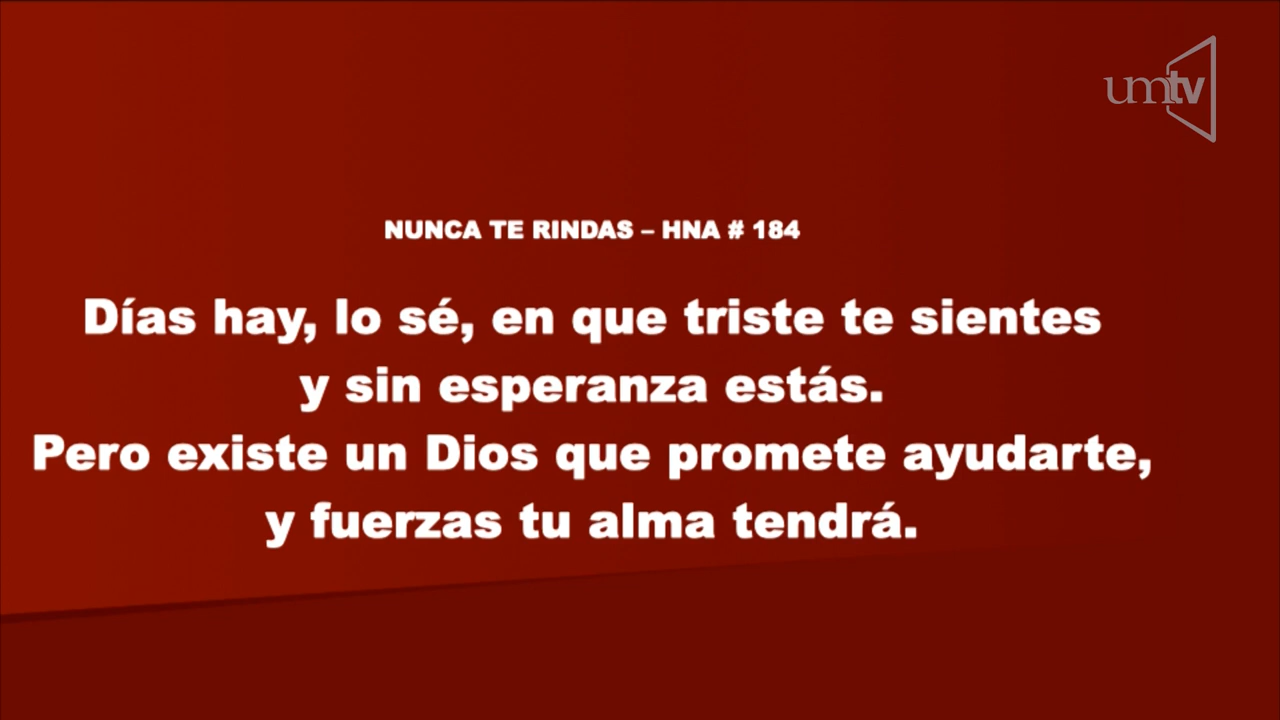 umtv
NUNCA TE RINDAS – HNA # 184
Días hay, lo sé, en que triste te sientes
y sin esperanza estás.
Pero existe un Dios que promete ayudarte,
y fuerzas tu alma tendrá.